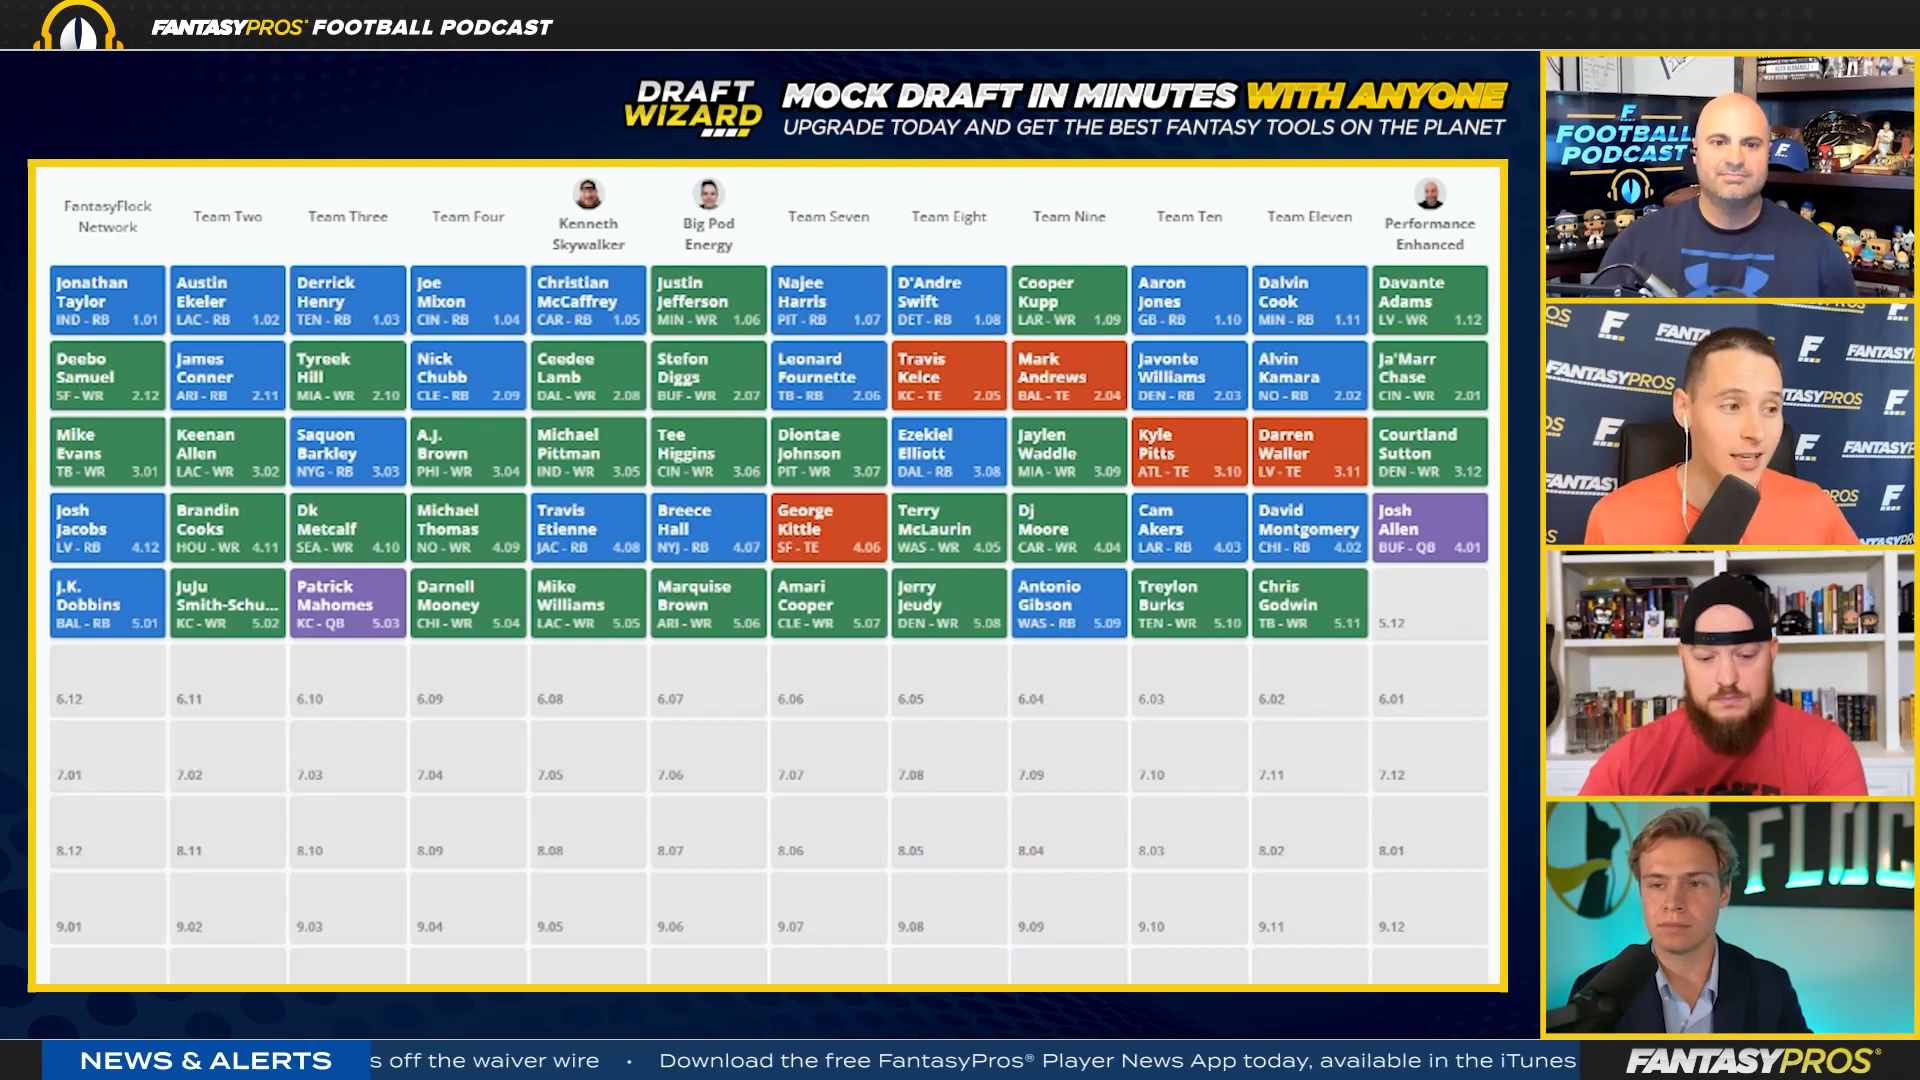 FANTASYPROS® FOOTBALL PODCAST
DRAFT WIZARD
MOCK DRAFT IN MINUTES WITH ANYONE
UPGRADE TODAY AND GET THE BEST FANTASY TOOLS ON THE PLANET
FantasyFlock Network
Team Two
Team Three
Team Four
Kenneth Skywalker
Big Pod Energy
Team Seven
Team Eight
Team Nine
Team Ten
Team Eleven
Performance Enhanced
Jonathan Taylor IND - RB 1.01
Austin Ekeler LAC - RB 1.02
Derrick Henry TEN - RB 1.03
Joe Mixon CIN - RB 1.04
Christian McCaffrey CAR - RB 1.05
Justin Jefferson MIN - WR 1.06
Najee Harris PIT - RB 1.07
D'Andre Swift DET - RB 1.08
Cooper Kupp LAR - WR 1.09
Aaron Jones GB - RB 1.10
Dalvin Cook MIN - RB 1.11
Davante Adams LV - WR 1.12
Deebo Samuel SF - WR 2.12
James Conner ARI - RB 2.11
Tyreek Hill MIA - WR 2.10
Nick Chubb CLE - RB 2.09
Ceedee Lamb DAL - WR 2.08
Stefon Diggs BUF - WR 2.07
Leonard Fournette TB - RB 2.06
Travis Kelce KC - TE 2.05
Mark Andrews BAL - TE 2.04
Javonte Williams DEN - RB 2.03
Alvin Kamara NO - RB 2.02
Ja'Marr Chase CIN - WR 2.01
Mike Evans TB - WR 3.01
Keenan Allen LAC - WR 3.02
Saquon Barkley NYG - RB 3.03
A.J. Brown PHI - WR 3.04
Michael Pittman IND - WR 3.05
Tee Higgins CIN - WR 3.06
Diontae Johnson PIT - WR 3.07
Ezekiel Elliott DAL - RB 3.08
Jaylen Waddle MIA - WR 3.09
Kyle Pitts ATL - TE 3.10
Darren Waller LV - TE 3.11
Courtland Sutton DEN - WR 3.12
Josh Jacobs LV - RB 4.12
Brandin Cooks HOU - WR 4.11
Dk Metcalf SEA - WR 4.10
Michael Thomas NO - WR 4.09
Travis Etienne JAC - RB 4.08
Breece Hall NYJ - RB 4.07
George Kittle SF - TE 4.06
Terry McLaurin WAS - WR 4.05
Dj Moore CAR - WR 4.04
Cam Akers LAR - RB 4.03
David Montgomery CHI - RB 4.02
Josh Allen BUF - QB 4.01
J.K. Dobbins BAL - RB 5.01
JuJu Smith-Schu... KC - WR 5.02
Patrick Mahomes KC - QB 5.03
Darnell Mooney CHI - WR 5.04
Mike Williams LAC - WR 5.05
Marquise Brown ARI - WR 5.06
Amari Cooper CLE - WR 5.07
Jerry Jeudy DEN - WR 5.08
Antonio Gibson WAS - RB 5.09
Treylon Burks TEN - WR 5.10
Chris Godwin TB - WR 5.11
5.12
6.12 6.11 6.10 6.09 6.08 6.07 6.06 6.05 6.04 6.03 6.02 6.01
7.01 7.02 7.03 7.04 7.05 7.06 7.07 7.08 7.09 7.10 7.11 7.12
8.12 8.11 8.10 8.09 8.08 8.07 8.06 8.05 8.04 8.03 8.02 8.01
9.01 9.02 9.03 9.04 9.05 9.06 9.07 9.08 9.09 9.10 9.11 9.12
F
FOOTBALL
PODCAST
FANTASYPROS
FLOC
NEWS & ALERTS
s off the waiver wire • Download the free FantasyPros® Player News App today, available in the iTunes
FANTASYPROS®